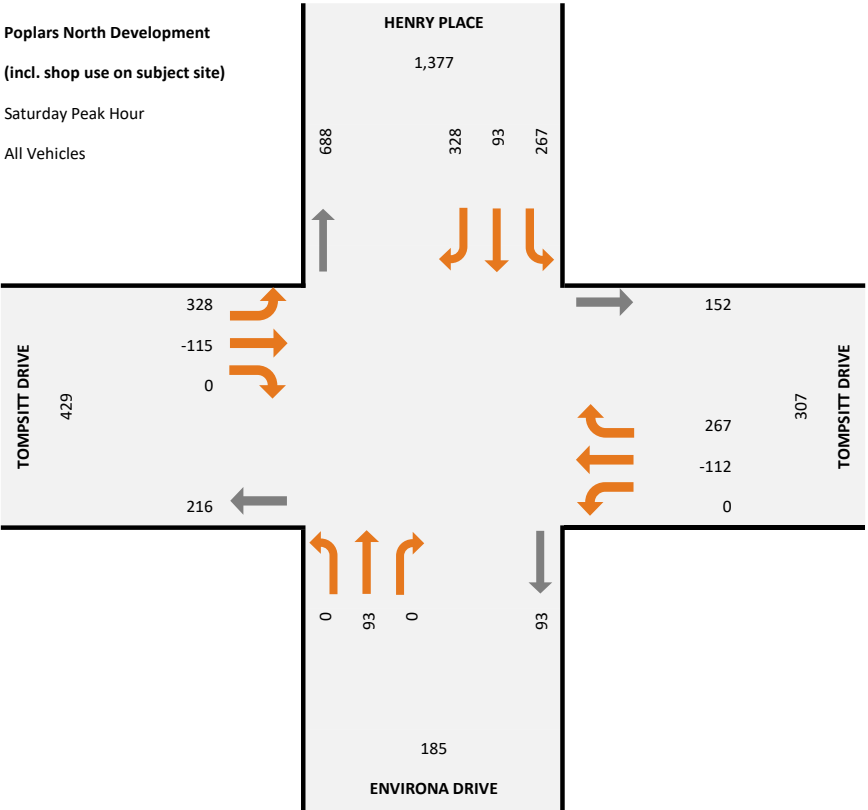 Poplars North Development
(incl. shop use on subject site)
Saturday Peak Hour
All Vehicles
HENRY PLACE
1,377
688
328
93
267
328
-115
0
TOMPSITT DRIVE
429
216
152
267
-112
0
307
TOMPSITT DRIVE
0
93
0
93
185
ENVIRONA DRIVE